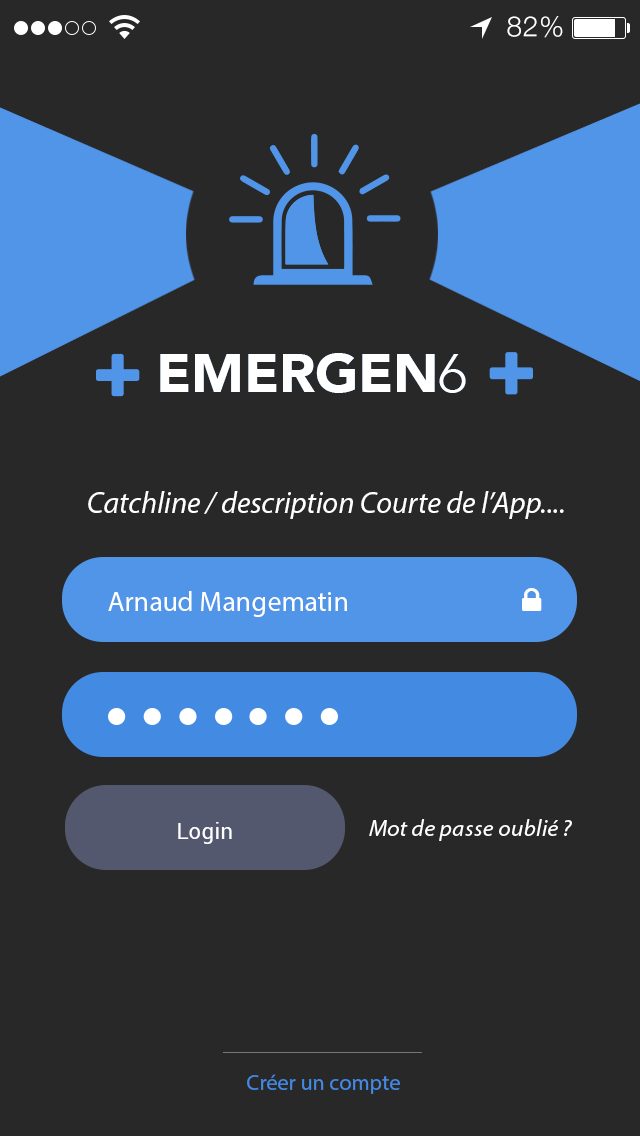 82%
EMERGEN6
Catchline / description Courte de l’App....
Arnaud Mangematin
Login
Mot de passe oublié ?
Créer un compte